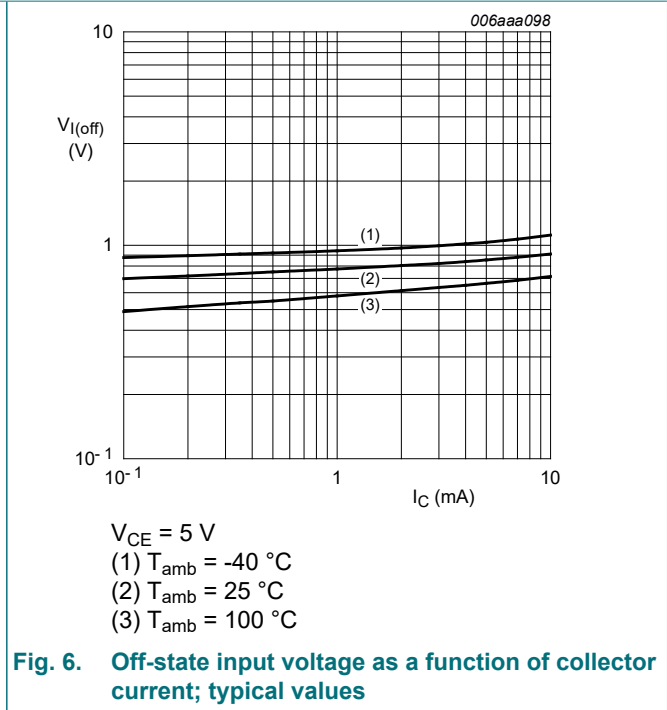 006aaa098
10
V_I(off)
(V)
1
(1)
(2)
(3)
10^-1
10^-1
1
10
I_C (mA)
V_CE = 5 V
(1) T_amb = -40 °C
(2) T_amb = 25 °C
(3) T_amb = 100 °C
Fig. 6. Off-state input voltage as a function of collector
current; typical values